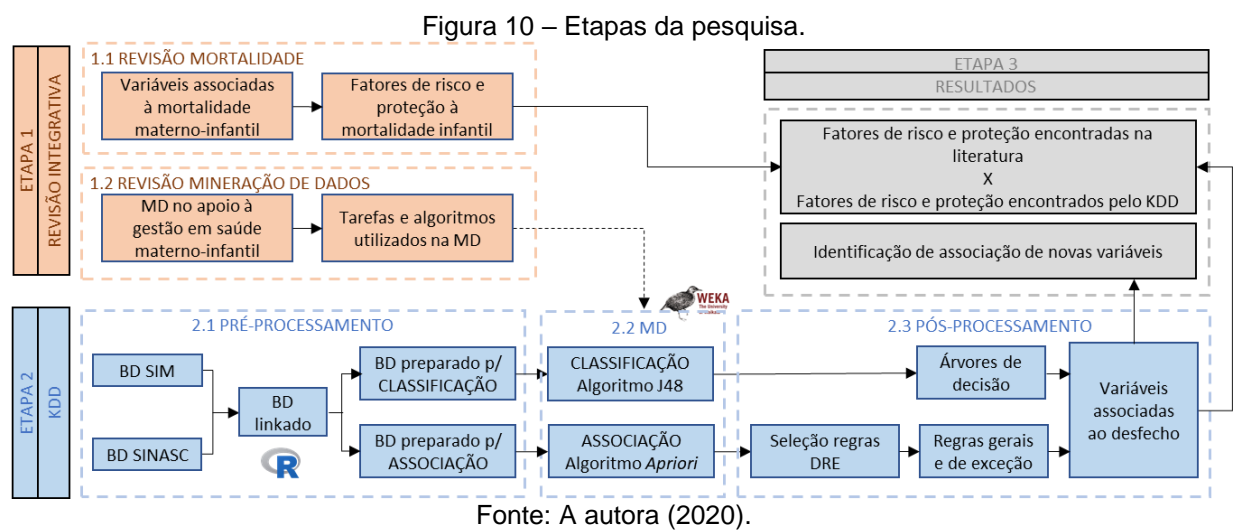 Figura 10 – Etapas da pesquisa.
ETAPA 1
REVISÃO INTEGRATIVA
1.1 REVISÃO MORTALIDADE
Variáveis associadas
à mortalidade
materno-infantil
Fatores de risco e
proteção à
mortalidade infantil
1.2 REVISÃO MINERAÇÃO DE DADOS
MD no apoio à
gestão em saúde
materno-infantil
Tarefas e algoritmos
utilizados na MD
ETAPA 3
RESULTADOS
Fatores de risco e proteção encontradas na
literatura
X
Fatores de risco e proteção encontrados pelo KDD
Identificação de associação de novas variáveis
ETAPA 2
KDD
2.1 PRÉ-PROCESSAMENTO
BD SIM
BD SINASC
BD
linkado
R
BD preparado p/
CLASSIFICAÇÃO
BD preparado p/
ASSOCIAÇÃO
WEKA
The University
2.2 MD
CLASSIFICAÇÃO
Algoritmo J48
ASSOCIAÇÃO
Algoritmo Apriori
2.3 PÓS-PROCESSAMENTO
Árvores de
decisão
Seleção regras
DRE
Regras gerais
e de exceção
Variáveis
associadas
ao desfecho
Fonte: A autora (2020).